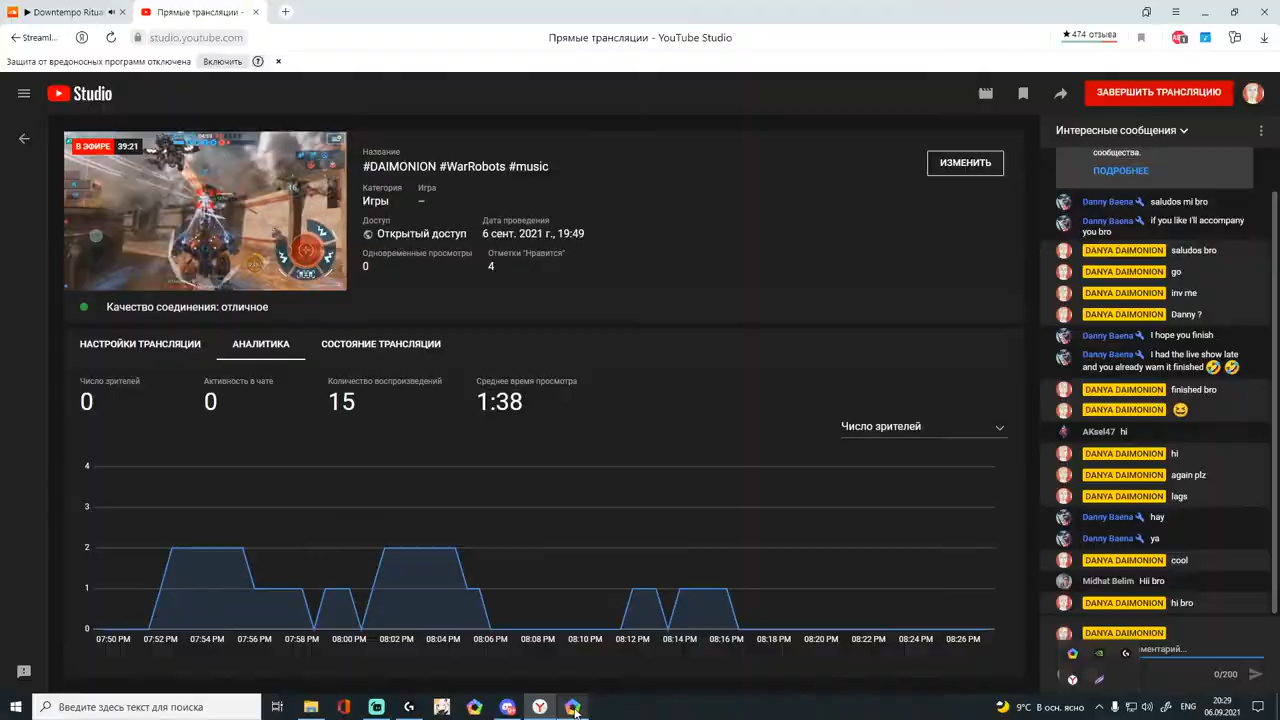 ▶ Downtempo Ritua
Прямые трансляции -
Streaml...
studio.youtube.com
Прямые трансляции - YouTube Studio
★474 отзыва
Защита от вредоносных программ отключена
Включить
Studio
ЗАВЕРШИТЬ ТРАНСЛЯЦИЮ
В ЭФИРЕ 39:21
Название
#DAIMONION #WarRobots #music
ИЗМЕНИТЬ
Категория Игра
Игры –
Доступ Дата проведения
Открытый доступ 6 сент. 2021 г., 19:49
Одновременные просмотры Отметки "Нравится"
0 4
Качество соединения: отличное
НАСТРОЙКИ ТРАНСЛЯЦИИ АНАЛИТИКА СОСТОЯНИЕ ТРАНСЛЯЦИИ
Число зрителей Активность в чате Количество воспроизведений Среднее время просмотра
0 0 15 1:38
Число зрителей
4
3
2
1
0
07:50 PM 07:52 PM 07:54 PM 07:56 PM 07:58 PM 08:00 PM 08:02 PM 08:04 PM 08:06 PM 08:08 PM 08:10 PM 08:12 PM 08:14 PM 08:16 PM 08:18 PM 08:20 PM 08:22 PM 08:24 PM 08:26 PM
Интересные сообщения
сообщества.
ПОДРОБНЕЕ
Danny Baena saludos mi bro
Danny Baena if you like I'll accompany
you bro
DANYA DAIMONION saludos bro
DANYA DAIMONION go
DANYA DAIMONION inv me
DANYA DAIMONION Danny ?
Danny Baena I hope you finish
Danny Baena I had the live show late
and you already warn it finished 🤣 🤣
DANYA DAIMONION finished bro
DANYA DAIMONION 😆
AKsel47 hi
DANYA DAIMONION hi
DANYA DAIMONION again plz
DANYA DAIMONION lags
Danny Baena hay
Danny Baena ya
DANYA DAIMONION cool
Midhat Belim Hii bro
DANYA DAIMONION hi bro
DANYA DAIMONION
ментарий...
0/200
Введите здесь текст для поиска
9°C В осн. ясно
20:29
06.09.2021